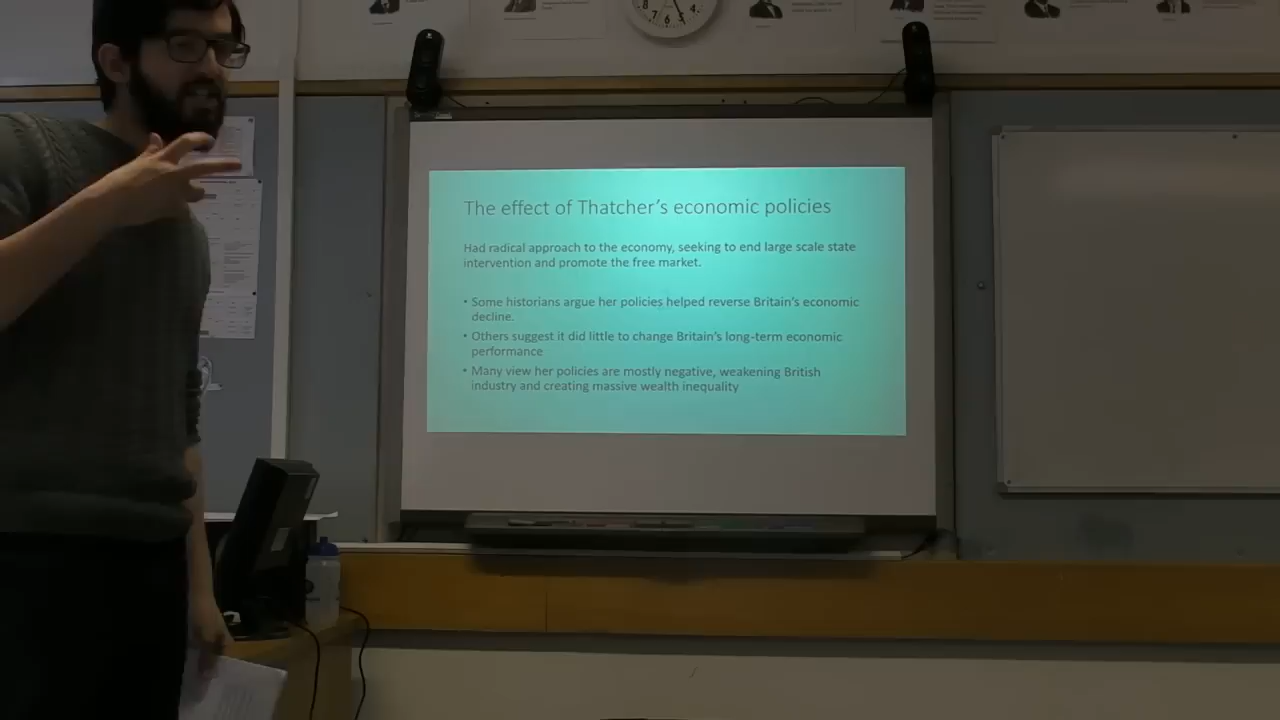 6 5
7
The effect of Thatcher's economic policies
Had radical approach to the economy, seeking to end large scale state
intervention and promote the free market.
• Some historians argue her policies helped reverse Britain's economic
decline.
• Others suggest it did little to change Britain's long-term economic
performance
• Many view her policies are mostly negative, weakening British
industry and creating massive wealth inequality